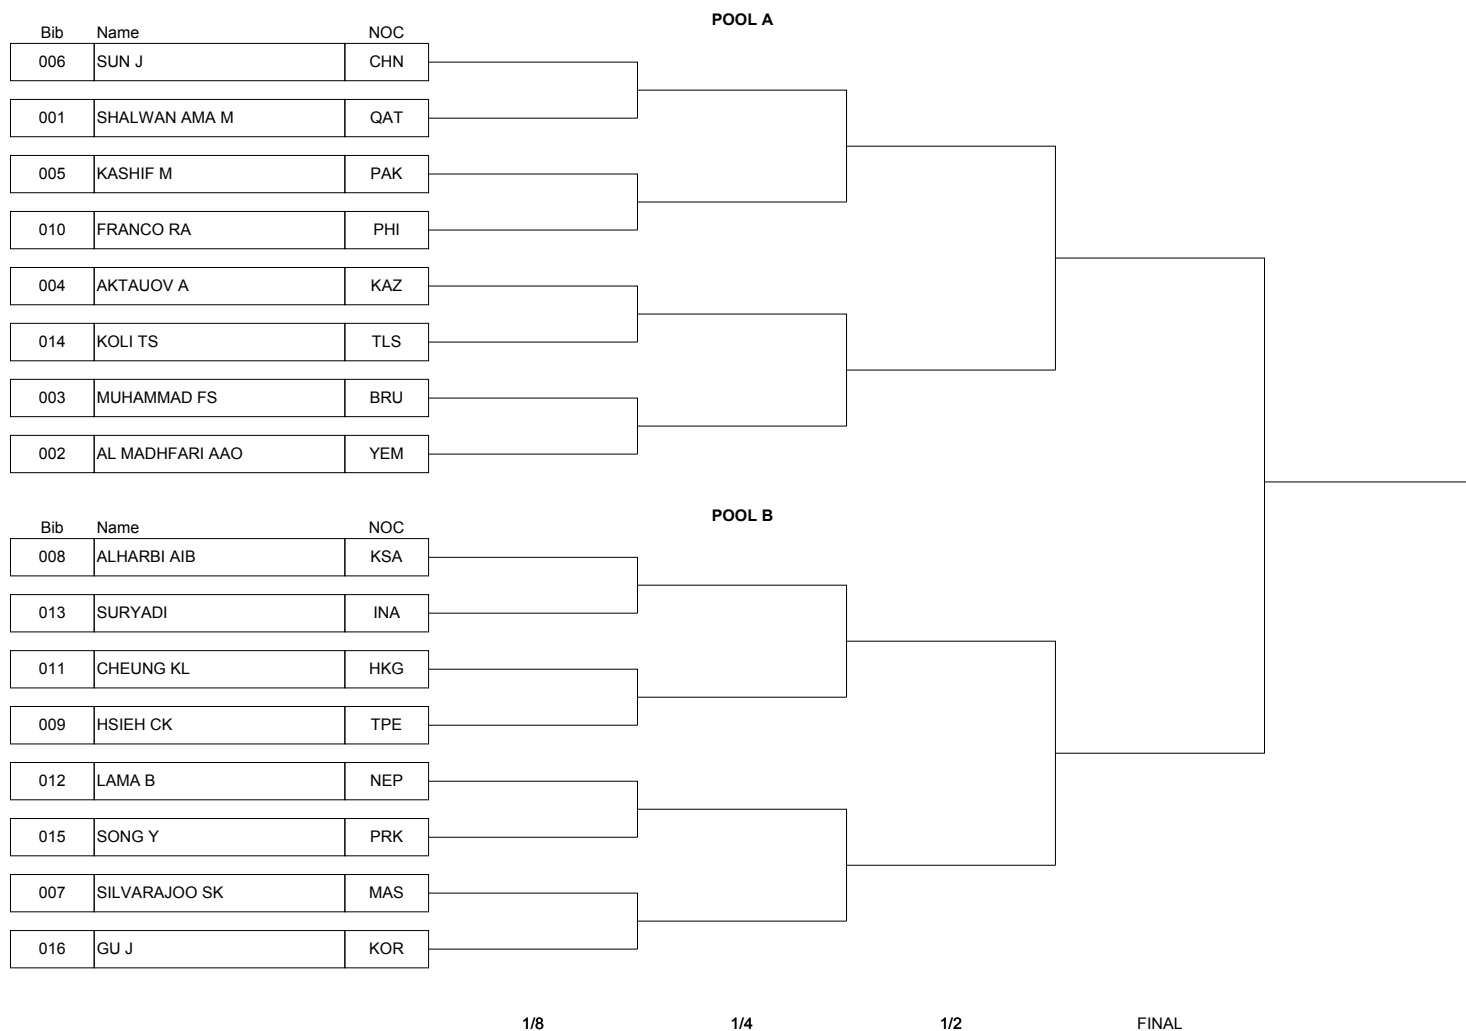 POOL A
Bib Name NOC
006 SUN J CHN
001 SHALWAN AMA M QAT
005 KASHIF M PAK
010 FRANCO RA PHI
004 AKTAUOV A KAZ
014 KOLI TS TLS
003 MUHAMMAD FS BRU
002 AL MADHFARI AAO YEM
POOL B
Bib Name NOC
008 ALHARBI AIB KSA
013 SURYADI INA
011 CHEUNG KL HKG
009 HSIEH CK TPE
012 LAMA B NEP
015 SONG Y PRK
007 SILVARAJOO SK MAS
016 GU J KOR
1/8 1/4 1/2 FINAL